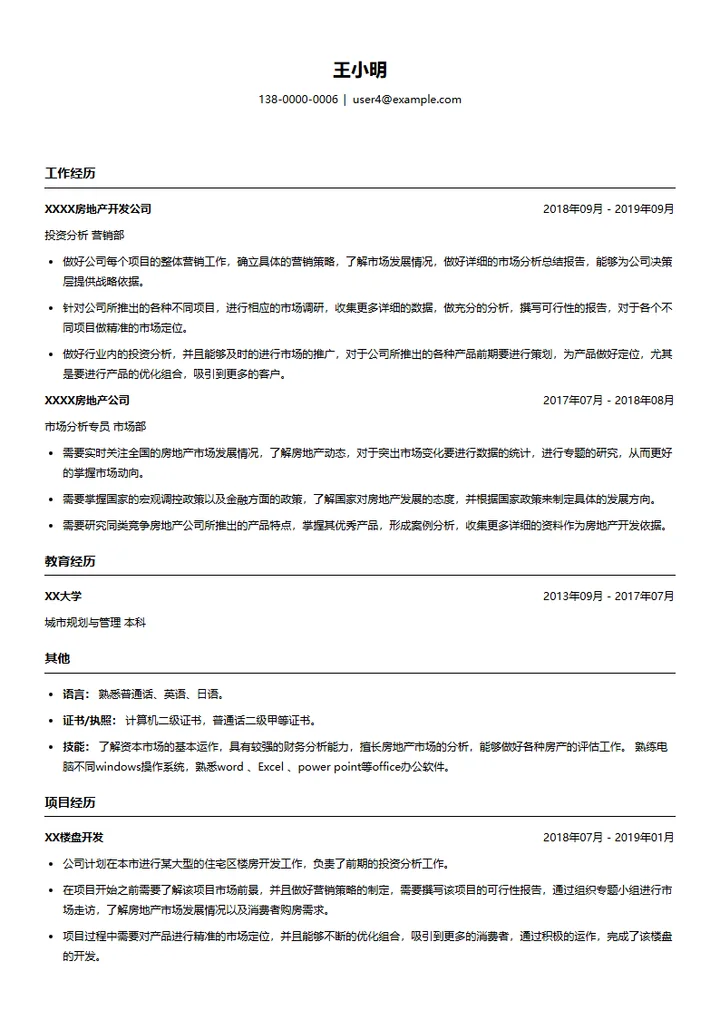 王小明
138-0000-0006 | user4@example.com
工作经历
XXXX房地产开发公司 2018年09月 - 2019年09月
投资分析 营销部
• 做好公司每个项目的整体营销工作，确立具体的营销策略，了解市场发展情况，做好详细的市场分析总结报告，能够为公司决策
层提供战略依据。
• 针对公司所推出的各种不同项目，进行相应的市场调研，收集更多详细的数据，做充分的分析，撰写可行性的报告，对于各个不
同项目做精准的市场定位。
• 做好行业内的投资分析，并且能够及时的进行市场的推广，对于公司所推出的各种产品前期要进行策划，为产品做好定位，尤其
是要进行产品的优化组合，吸引到更多的客户。
XXXX房地产公司 2017年07月 - 2018年08月
市场分析专员 市场部
• 需要实时关注全国的房地产市场发展情况，了解房地产动态，对于突出市场变化要进行数据的统计，进行专题的研究，从而更好
的掌握市场动向。
• 需要掌握国家的宏观调控政策以及金融方面的政策，了解国家对房地产发展的态度，并根据国家政策来制定具体的发展方向。
• 需要研究同类竞争房地产公司所推出的产品特点，掌握其优秀产品，形成案例分析，收集更多详细的资料作为房地产开发依据。
教育经历
XX大学 2013年09月 - 2017年07月
城市规划与管理 本科
其他
• 语言： 熟悉普通话、英语、日语。
• 证书/执照： 计算机二级证书，普通话二级甲等证书。
• 技能： 了解资本市场的基本运作，具有较强的财务分析能力，擅长房地产市场的分析，能够做好各种房产的评估工作。 熟练电
脑不同windows操作系统，熟悉word 、Excel 、power point等office办公软件。
项目经历
XX楼盘开发 2018年07月 - 2019年01月
• 公司计划在本市进行某大型的住宅区楼房开发工作，负责了前期的投资分析工作。
• 在项目开始之前需要了解该项目市场前景，并且做好营销策略的制定，需要撰写该项目的可行性报告，通过组织专题小组进行市
场走访，了解房地产市场发展情况以及消费者购房需求。
• 项目过程中需要对产品进行精准的市场定位，并且能够不断的优化组合，吸引到更多的消费者，通过积极的运作，完成了该楼盘
的开发。